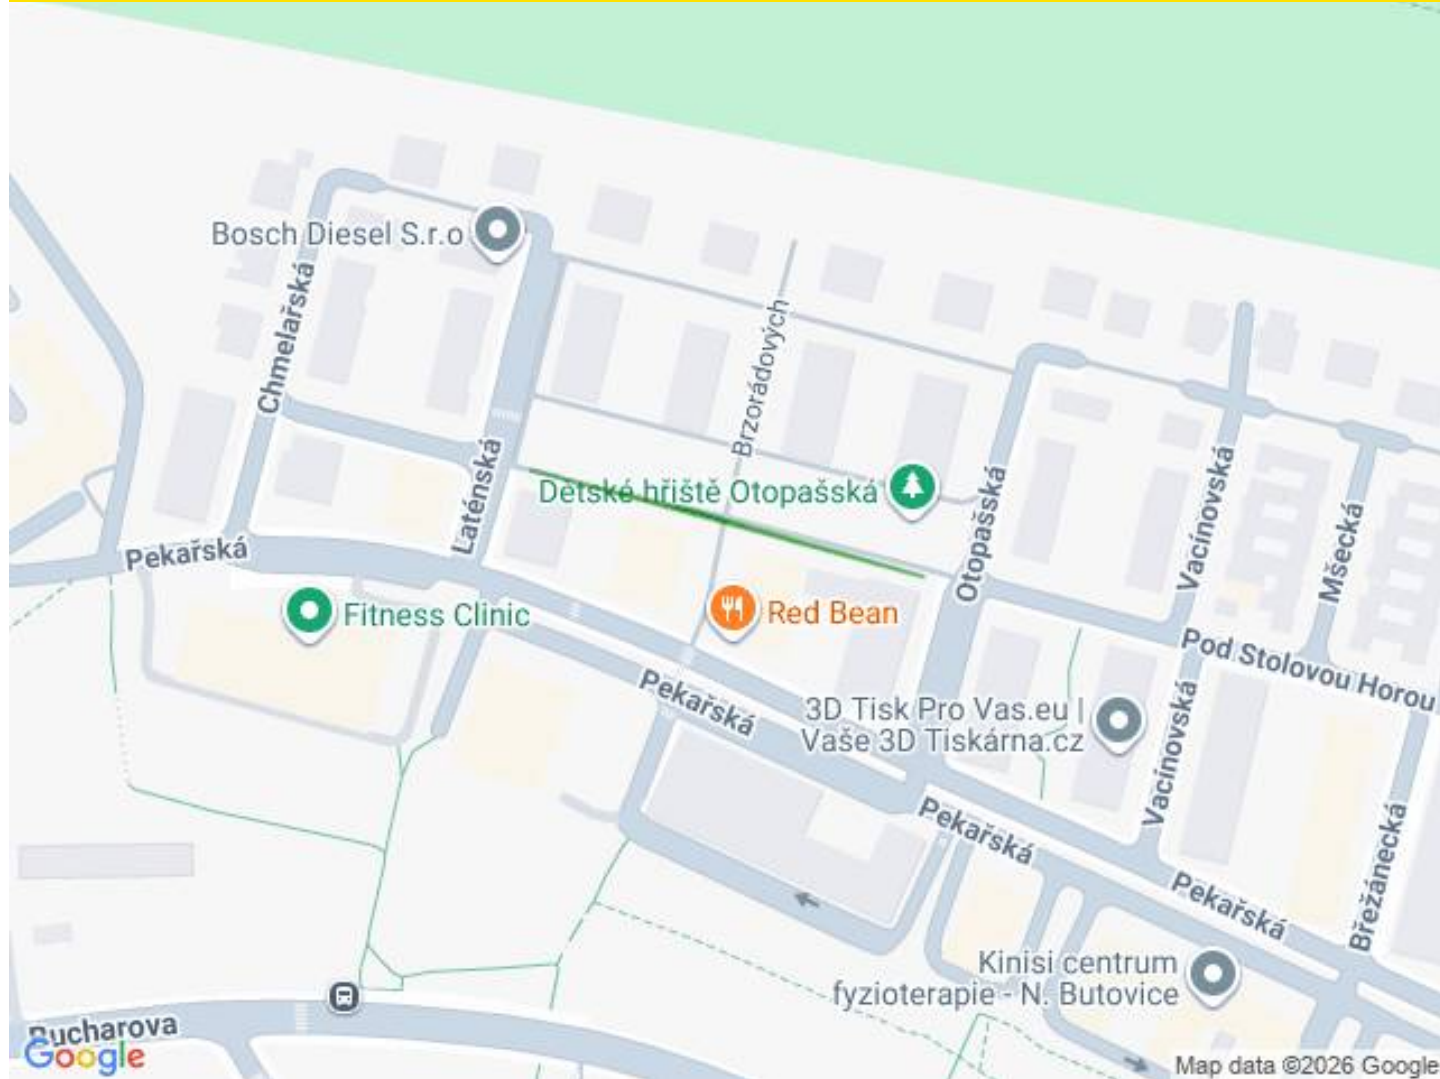 Bosch Diesel S.r.o
Chmelařská
Brzorádových
Laténská
Dětské hřiště Otopašská
Otopašská
Vacínovská
Mšecká
Pekařská
Fitness Clinic
Red Bean
Pod Stolovou Horou
Pekařská
3D Tisk Pro Vas.eu |
Vaše 3D Tiskárna.cz
Vacínovská
Pekařská
Břežánecká
Pekařská
Kinisi centrum
fyzioterapie - N. Butovice
Bucharova
Google
Map data ©2026 Google